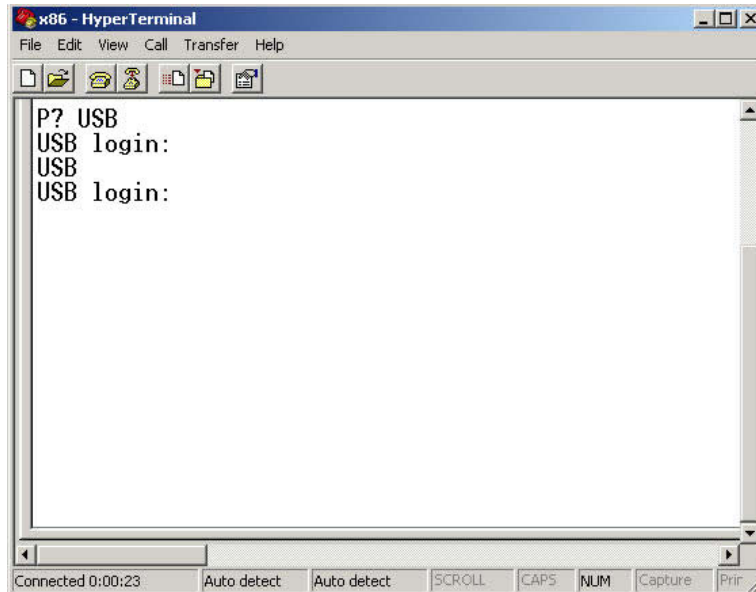 x86 - HyperTerminal
File Edit View Call Transfer Help
P? USB
USB login:
USB
USB login:
Connected 0:00:23 Auto detect Auto detect SCROLL CAPS NUM Capture Prir